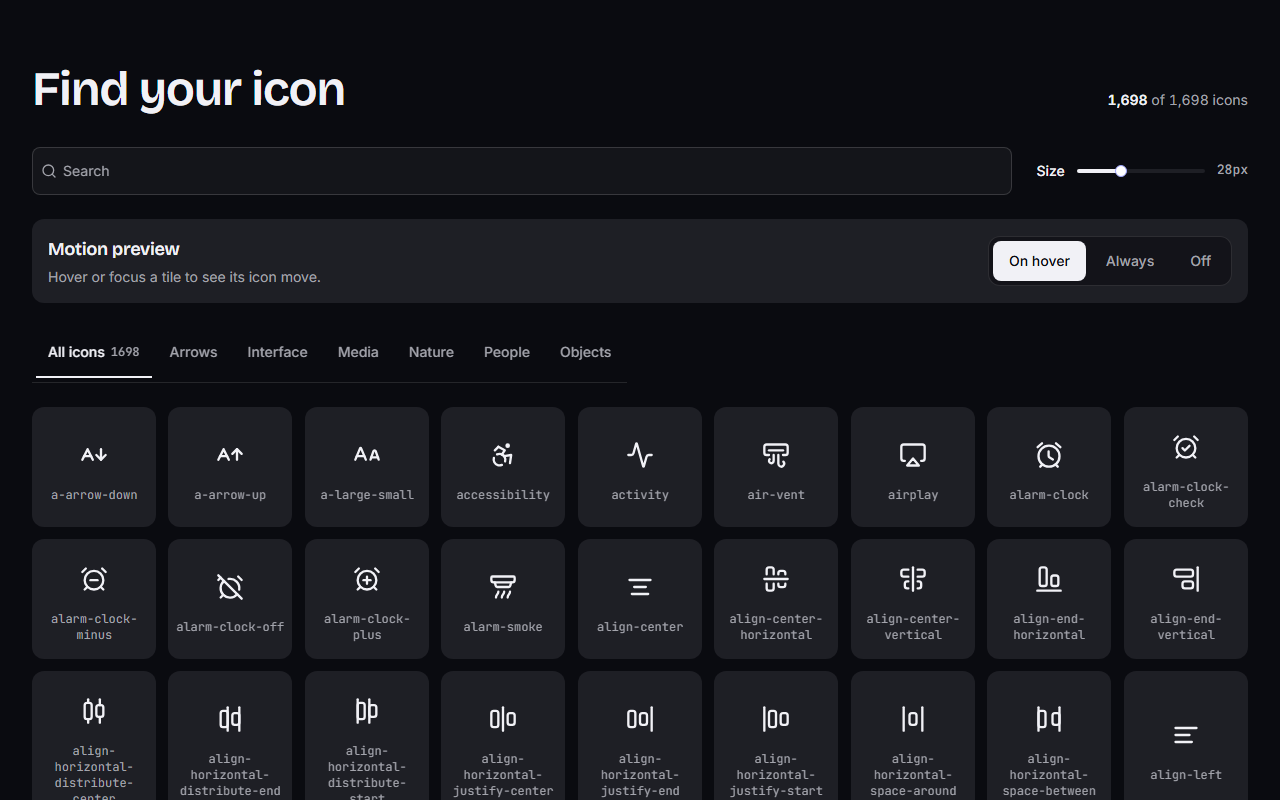 Find your icon
1,698 of 1,698 icons
Search
Size
28px
Motion preview
Hover or focus a tile to see its icon move.
On hover
Always
Off
All icons 1698
Arrows
Interface
Media
Nature
People
Objects
a-arrow-down
a-arrow-up
a-large-small
accessibility
activity
air-vent
airplay
alarm-clock
alarm-clock-
check
alarm-clock-
minus
alarm-clock-off
alarm-clock-
plus
alarm-smoke
align-center
align-center-
horizontal
align-center-
vertical
align-end-
horizontal
align-end-
vertical
align-
horizontal-
distribute-
center
align-
horizontal-
distribute-end
align-
horizontal-
distribute-
start
align-
horizontal-
justify-center
align-
horizontal-
justify-end
align-
horizontal-
justify-start
align-
horizontal-
space-around
align-
horizontal-
space-between
align-left